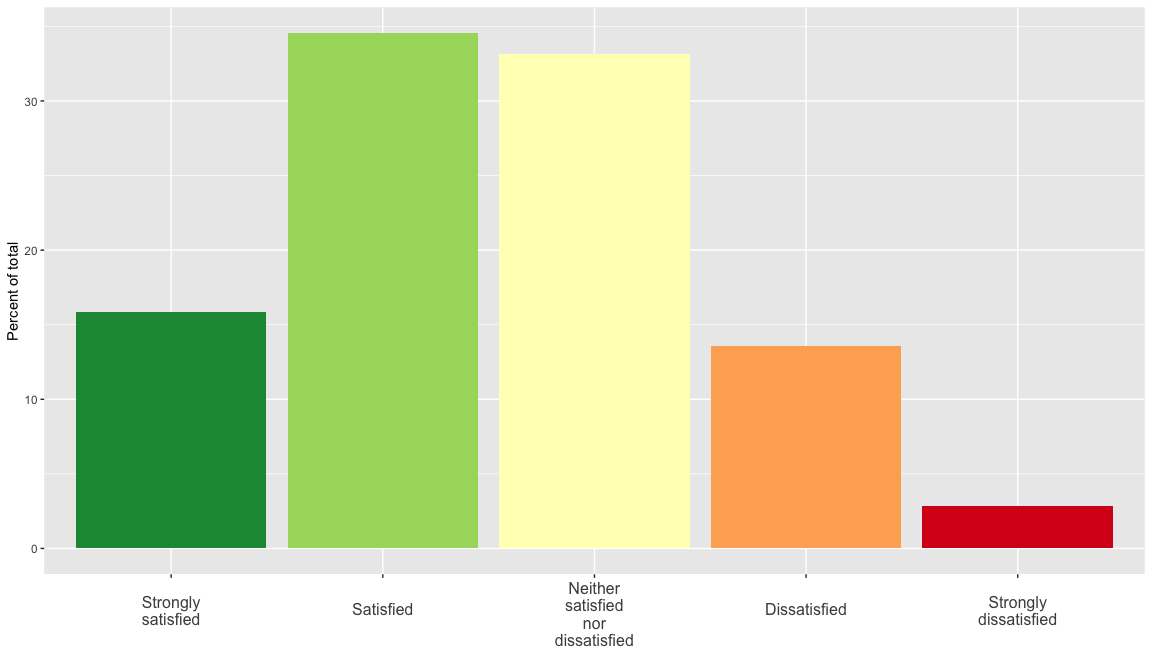 Percent of total
30
20
10
0
Strongly
satisfied
Satisfied
Neither
satisfied
nor
dissatisfied
Dissatisfied
Strongly
dissatisfied